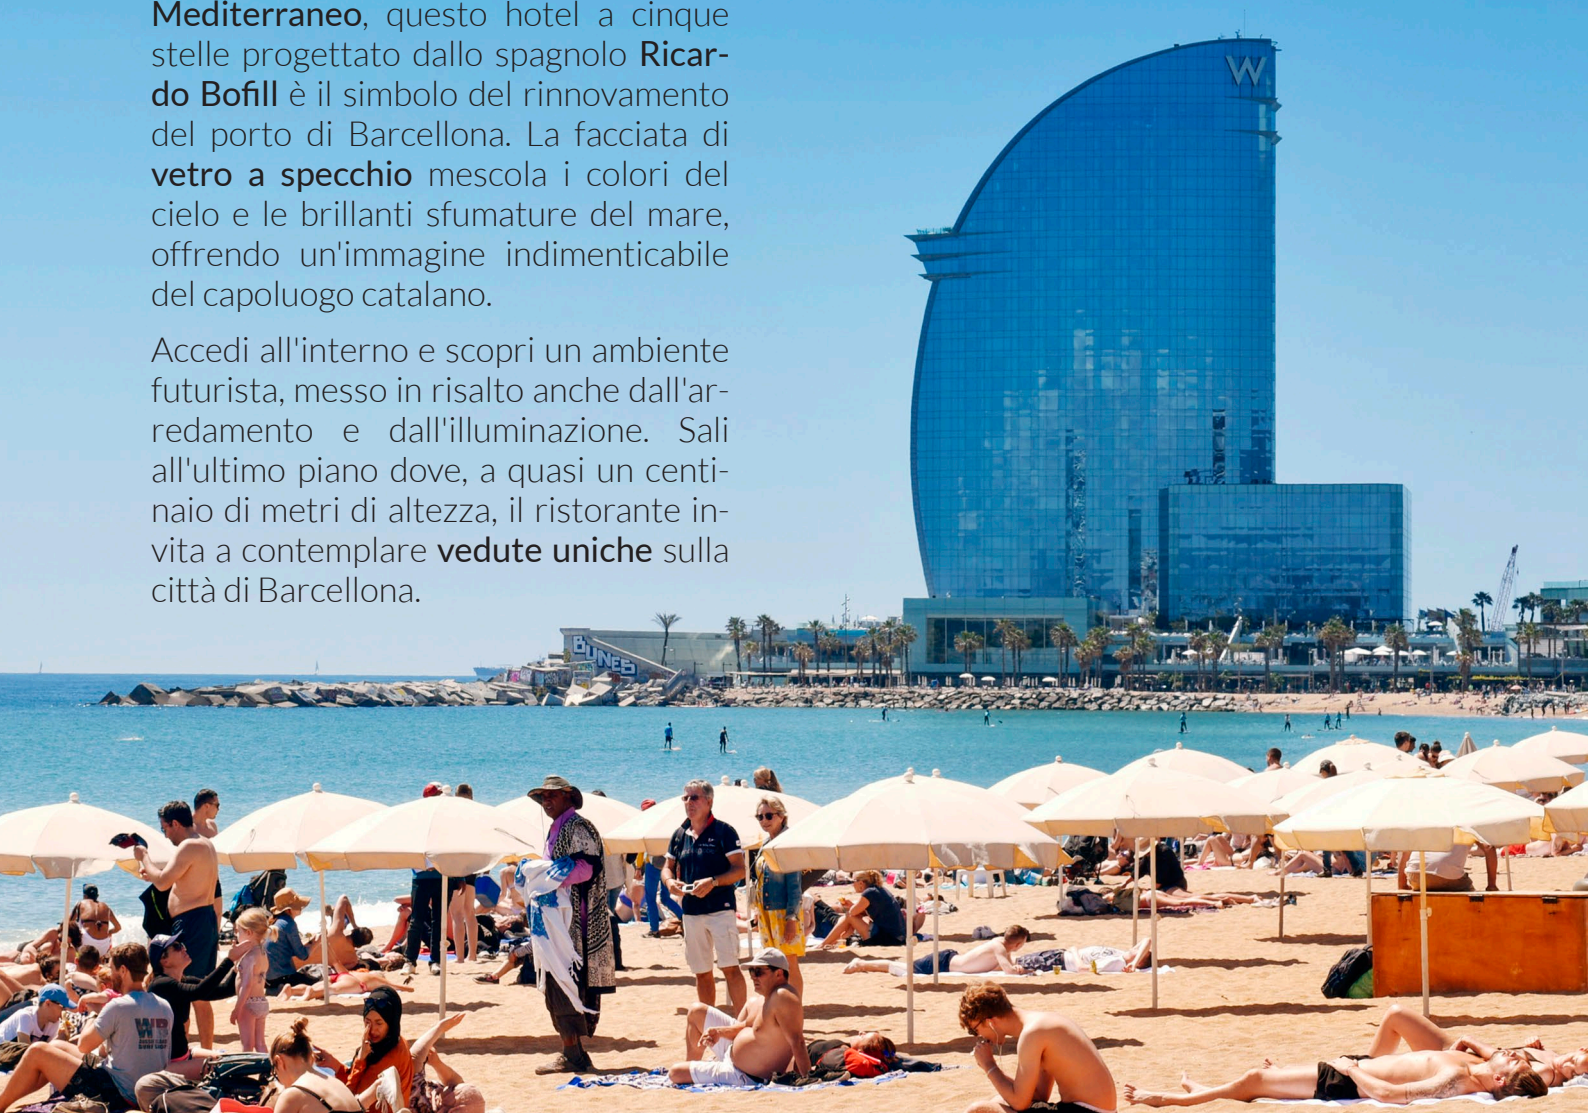 Mediterraneo, questo hotel a cinque
stelle progettato dallo spagnolo Ricar-
do Bofill è il simbolo del rinnovamento
del porto di Barcellona. La facciata di
vetro a specchio mescola i colori del
cielo e le brillanti sfumature del mare,
offrendo un'immagine indimenticabile
del capoluogo catalano.
Accedi all'interno e scopri un ambiente
futurista, messo in risalto anche dall'ar-
redamento e dall'illuminazione. Sali
all'ultimo piano dove, a quasi un centi-
naio di metri di altezza, il ristorante in-
vita a contemplare vedute uniche sulla
città di Barcellona.
W